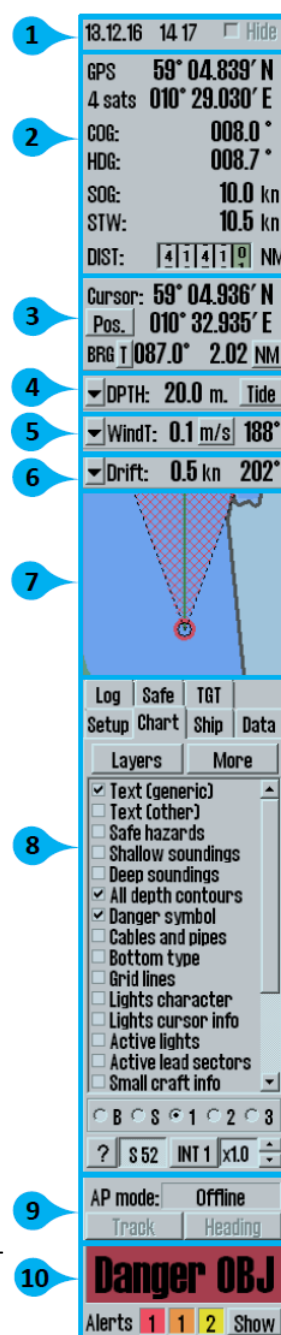 1
13.12.16 14 17 Hide
2
GPS 59° 04.839' N
4 sats 010° 29.030' E
COG: 008.0 °
HDG: 008.7 °
SOG: 10.0 kn
STW: 10.5 kn
DIST: 4 1 4 1 NM
3
Cursor: 59° 04.936' N
Pos. 010° 32.935' E
BRG T 087.0° 2.02 NM
4
DPTH: 20.0 m. Tide
5
WindT: 0.1 m/s 188°
6
Drift: 0.5 kn 202°
7
8
Log Safe TGT
Setup Chart Ship Data
Layers More
Text (generic)
Text (other)
Safe hazards
Shallow soundings
Deep soundings
All depth contours
Danger symbol
Cables and pipes
Bottom type
Grid lines
Lights character
Lights cursor info
Active lights
Active lead sectors
Small craft info
B S 1 2 3
? S 52 INT 1 x1.0
9
AP mode: Offline
Track Heading
10
Danger OBJ
Alerts 1 1 2 Show